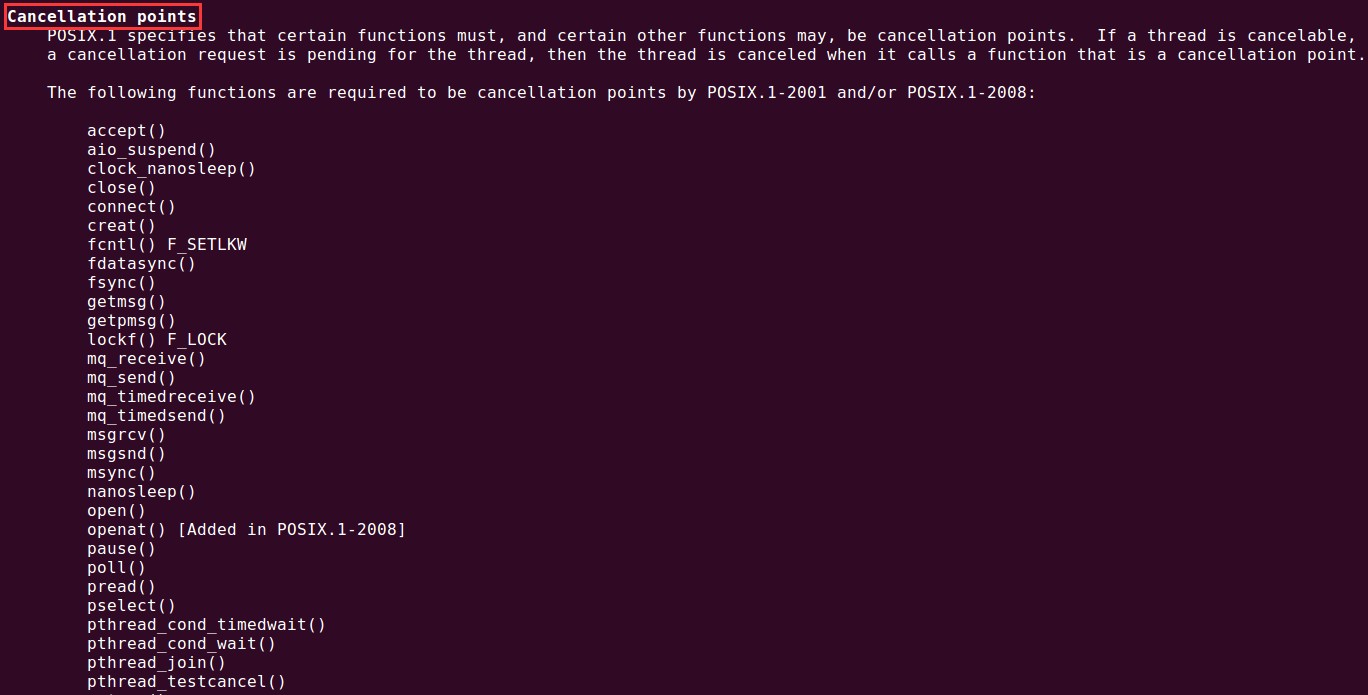 Cancellation points
POSIX.1 specifies that certain functions must, and certain other functions may, be cancellation points.  If a thread is cancelable,
a cancellation request is pending for the thread, then the thread is canceled when it calls a function that is a cancellation point.
The following functions are required to be cancellation points by POSIX.1-2001 and/or POSIX.1-2008:
accept()
aio_suspend()
clock_nanosleep()
close()
connect()
creat()
fcntl() F_SETLKW
fdatasync()
fsync()
getmsg()
getpmsg()
lockf() F_LOCK
mq_receive()
mq_send()
mq_timedreceive()
mq_timedsend()
msgrcv()
msgsnd()
msync()
nanosleep()
open()
openat() [Added in POSIX.1-2008]
pause()
poll()
pread()
pselect()
pthread_cond_timedwait()
pthread_cond_wait()
pthread_join()
pthread_testcancel()